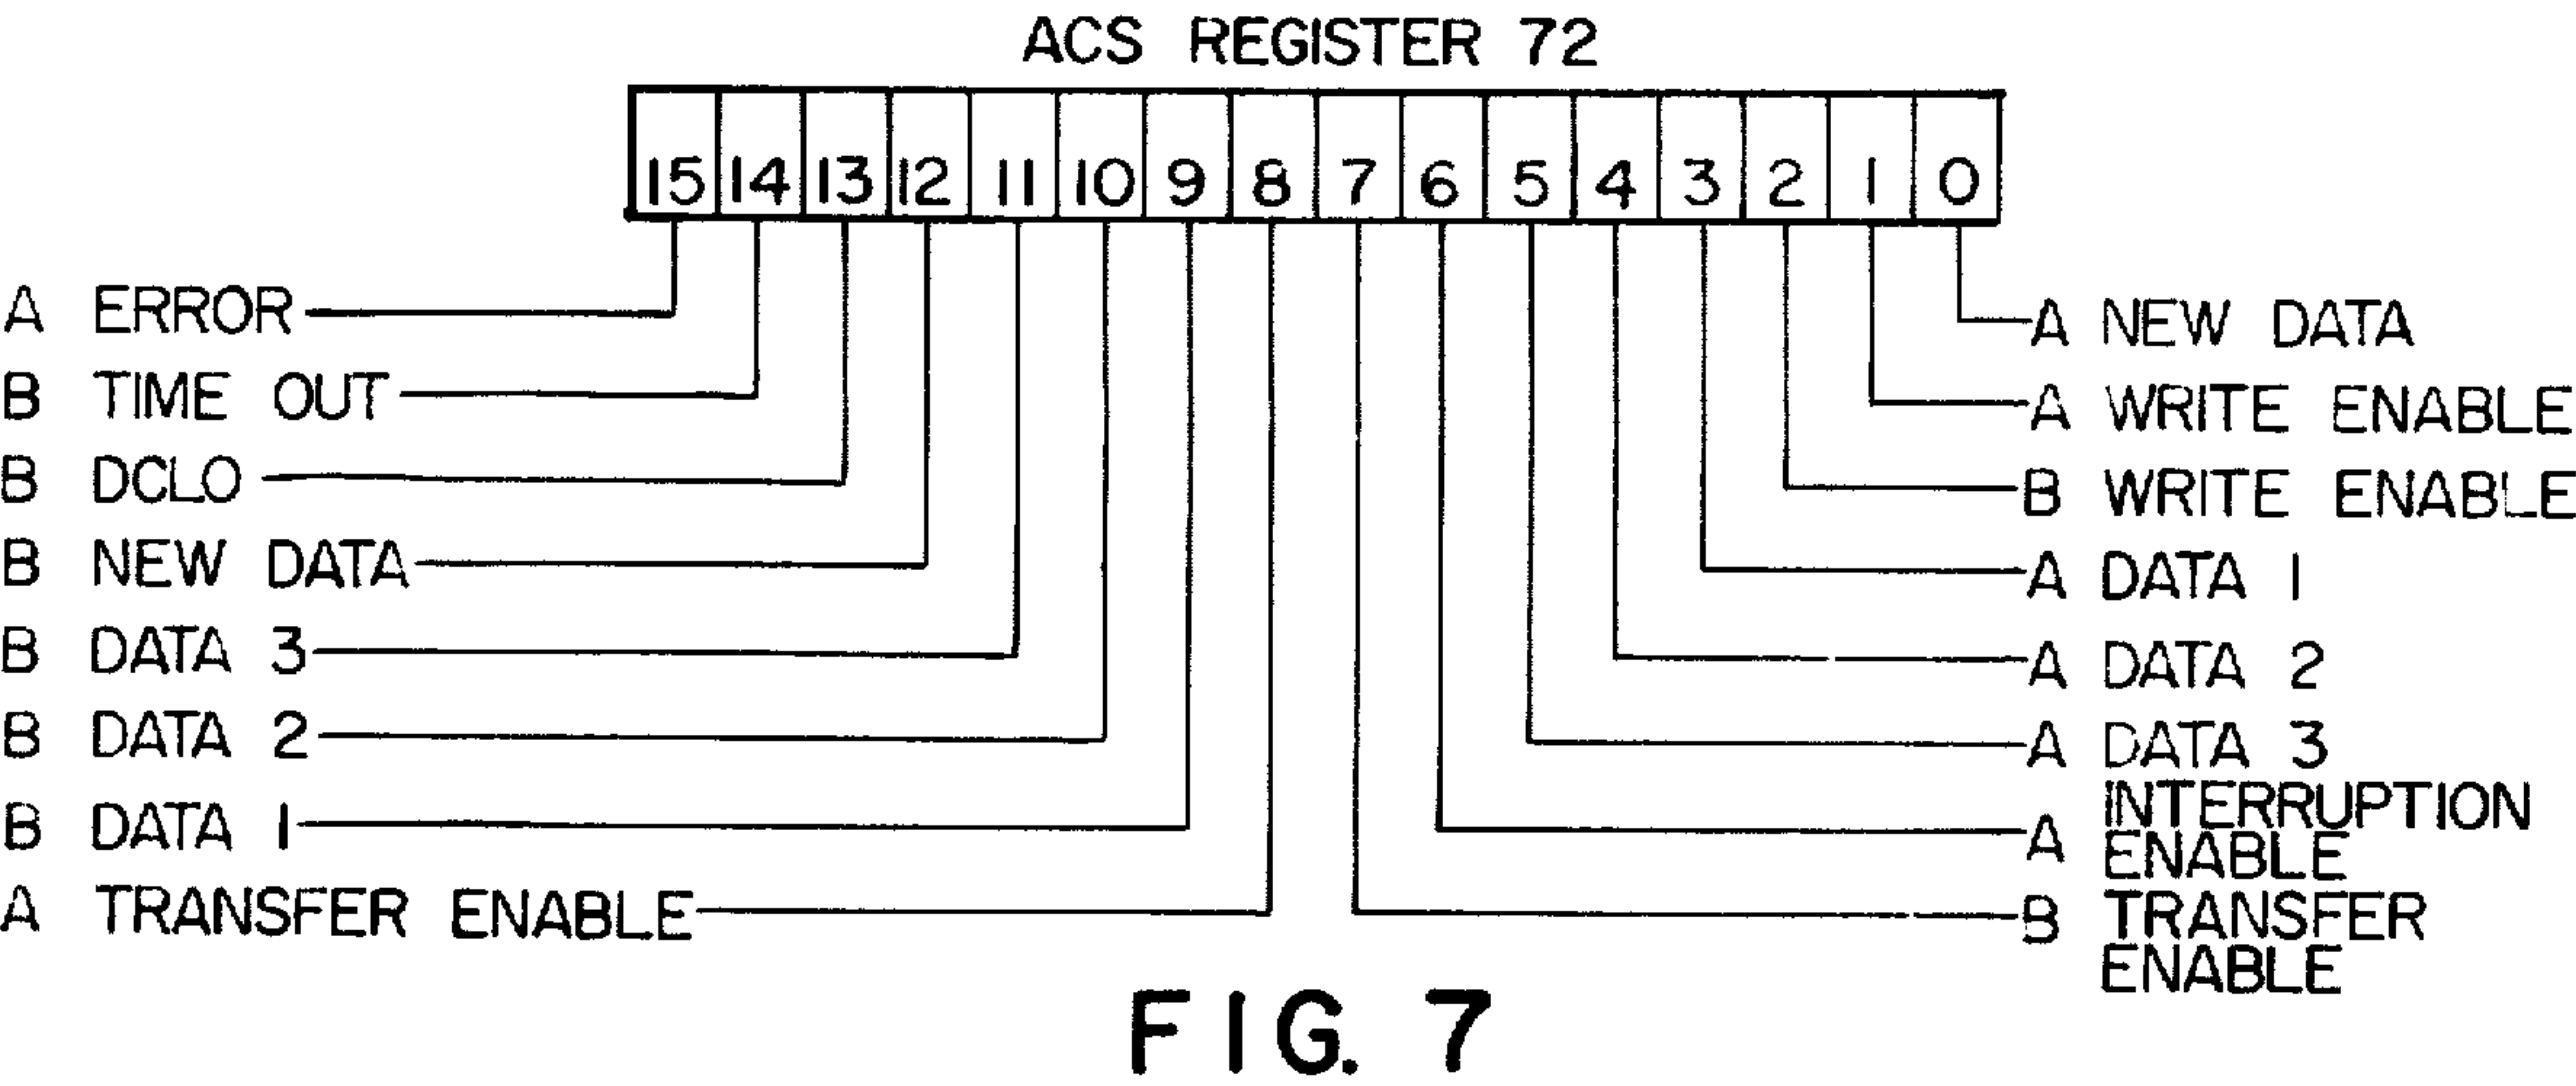 ACS REGISTER 72
15 14 13 12 11 10 9 8 7 6 5 4 3 2 1 0
A ERROR
B TIME OUT
B DCLO
B NEW DATA
B DATA 3
B DATA 2
B DATA 1
A TRANSFER ENABLE
A NEW DATA
A WRITE ENABLE
B WRITE ENABLE
A DATA 1
A DATA 2
A DATA 3
A INTERRUPTION
ENABLE
B TRANSFER
ENABLE
FIG. 7